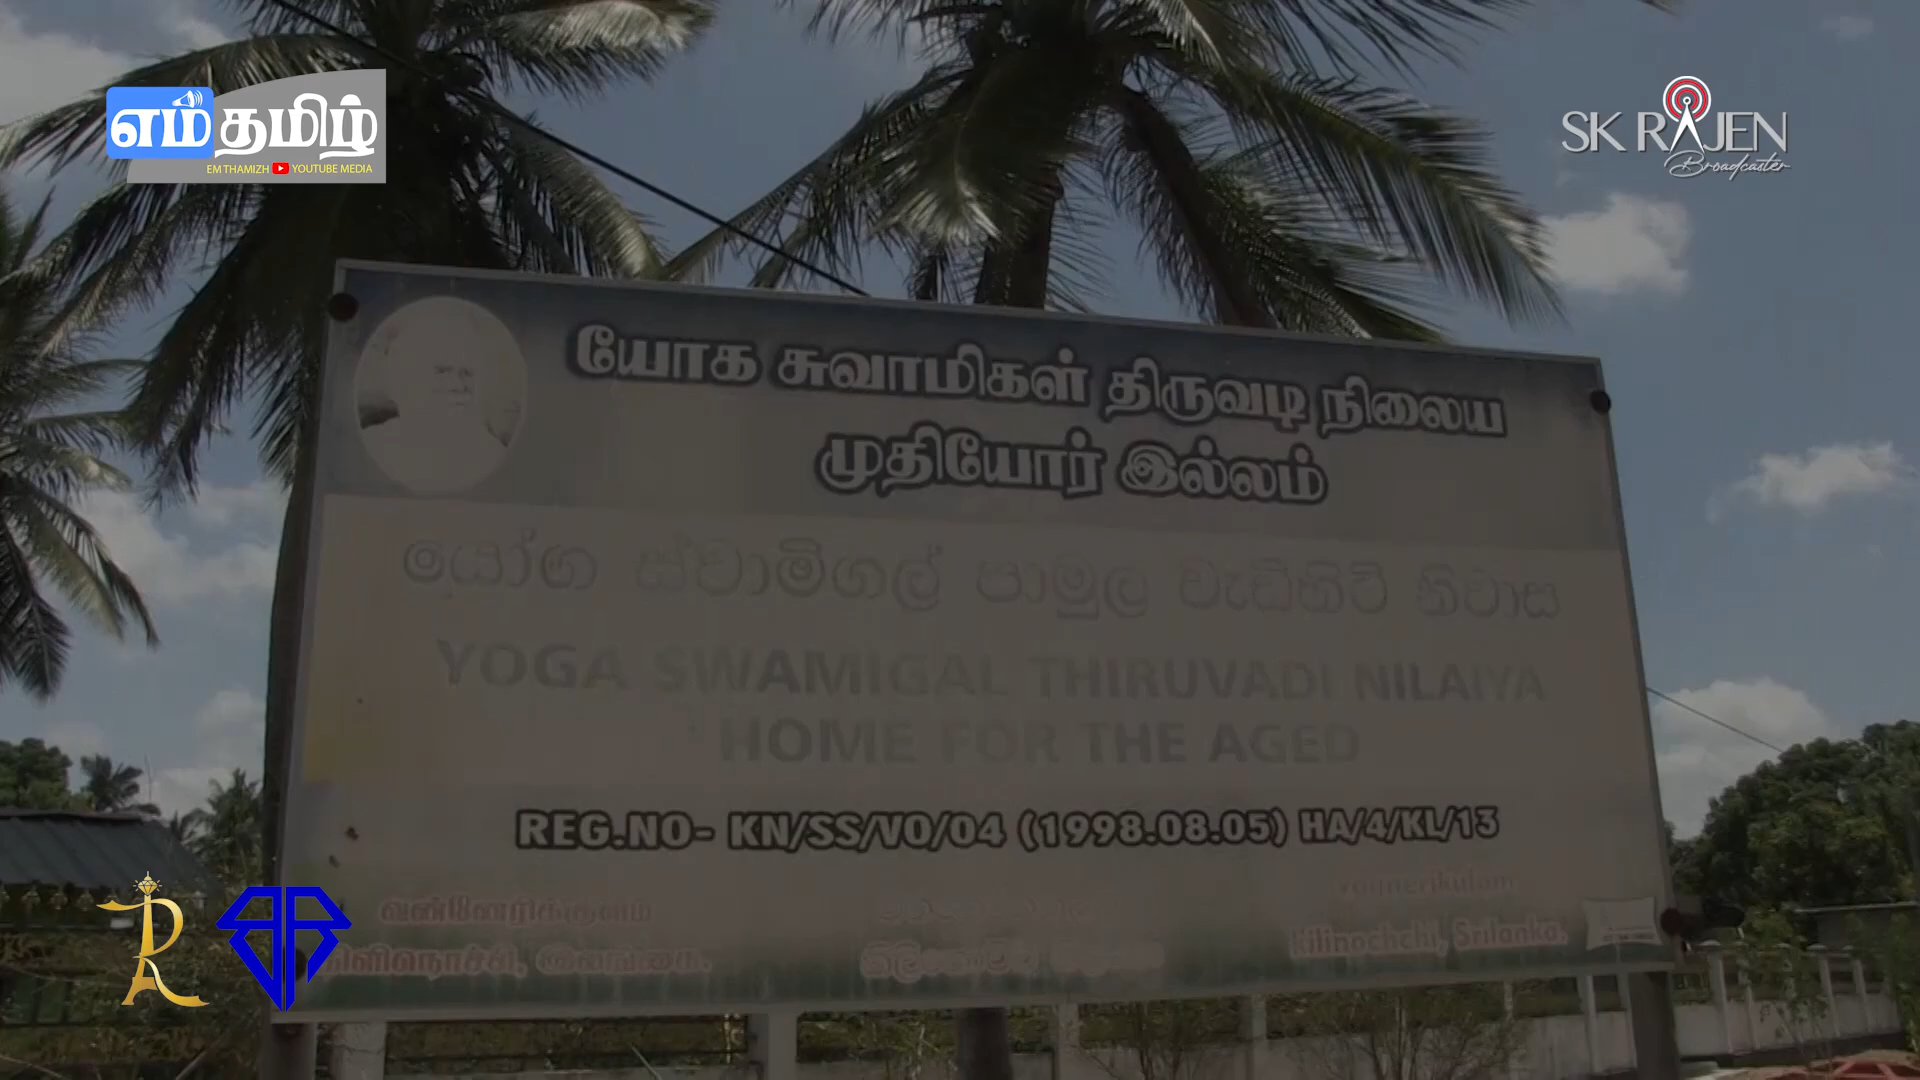 எம் தமிழ்
EM THAMIZH YOUTUBE MEDIA
SK RAJEN
Broadcaster
யோக சுவாமிகள் திருவடி நிலைய
முதியோர் இல்லம்
යෝග ස්වාමිගල් පාමුල වැඩිහිටි නිවාස
YOGA SWAMIGAL THIRUVADI NILAIYA
HOME FOR THE AGED
REG.NO- KN/SS/VO/04 (1998.08.05) HA/4/KL/13
வன்னேரிக்குளம்
கிளிநொச்சி, இலங்கை.
kilinochchi, Srilanka.